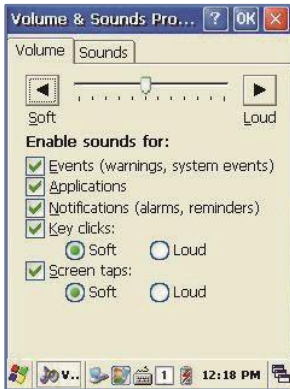 Volume & Sounds Pro... ? OK
Volume Sounds
Soft Loud
Enable sounds for:
Events (warnings, system events)
Applications
Notifications (alarms, reminders)
Key clicks:
Soft Loud
Screen taps:
Soft Loud
V.. 1 12:18 PM